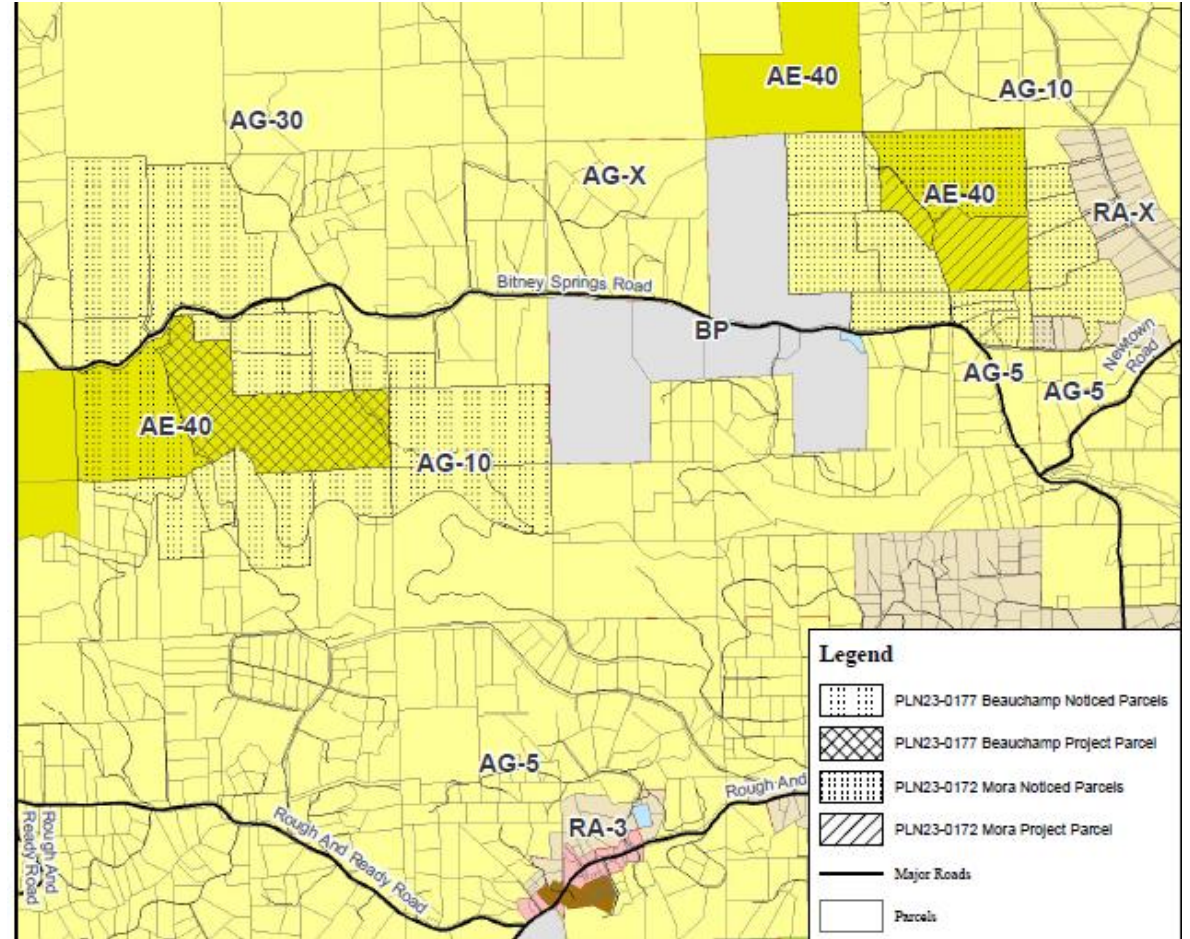 AE-40
AG-10
AG-30
AG-X
AE-40
RA-X
Bitney Springs Road
BP
Newtown
Road
AG-5
AG-5
AE-40
AG-10
Legend
PLN23-0177 Beauchamp Noticed Parcels
PLN23-0177 Beauchamp Project Parcel
PLN23-0172 Mora Noticed Parcels
PLN23-0172 Mora Project Parcel
Major Roads
Parcels
AG-5
Rough And
RA-3
Rough And
Ready Road
Rough And Ready Road